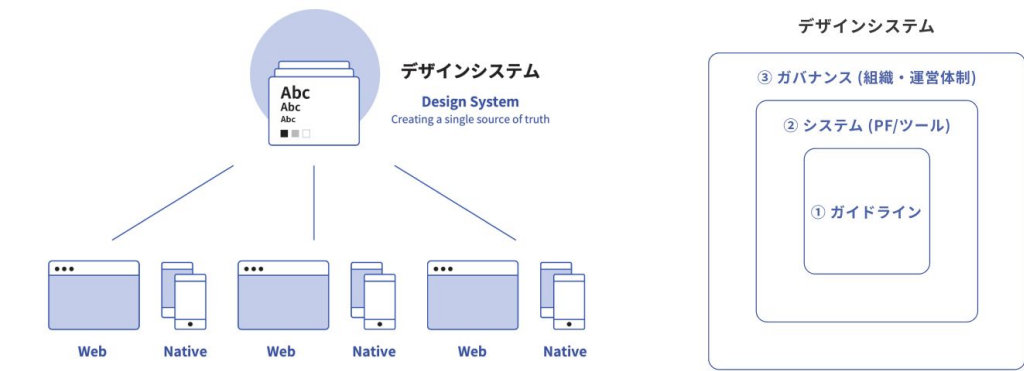 Abc
Abc
Abc
デザインシステム
Design System
Creating a single source of truth
Web
Native
Web
Native
Web
Native
デザインシステム
③ ガバナンス (組織・運営体制)
② システム (PF/ツール)
① ガイドライン